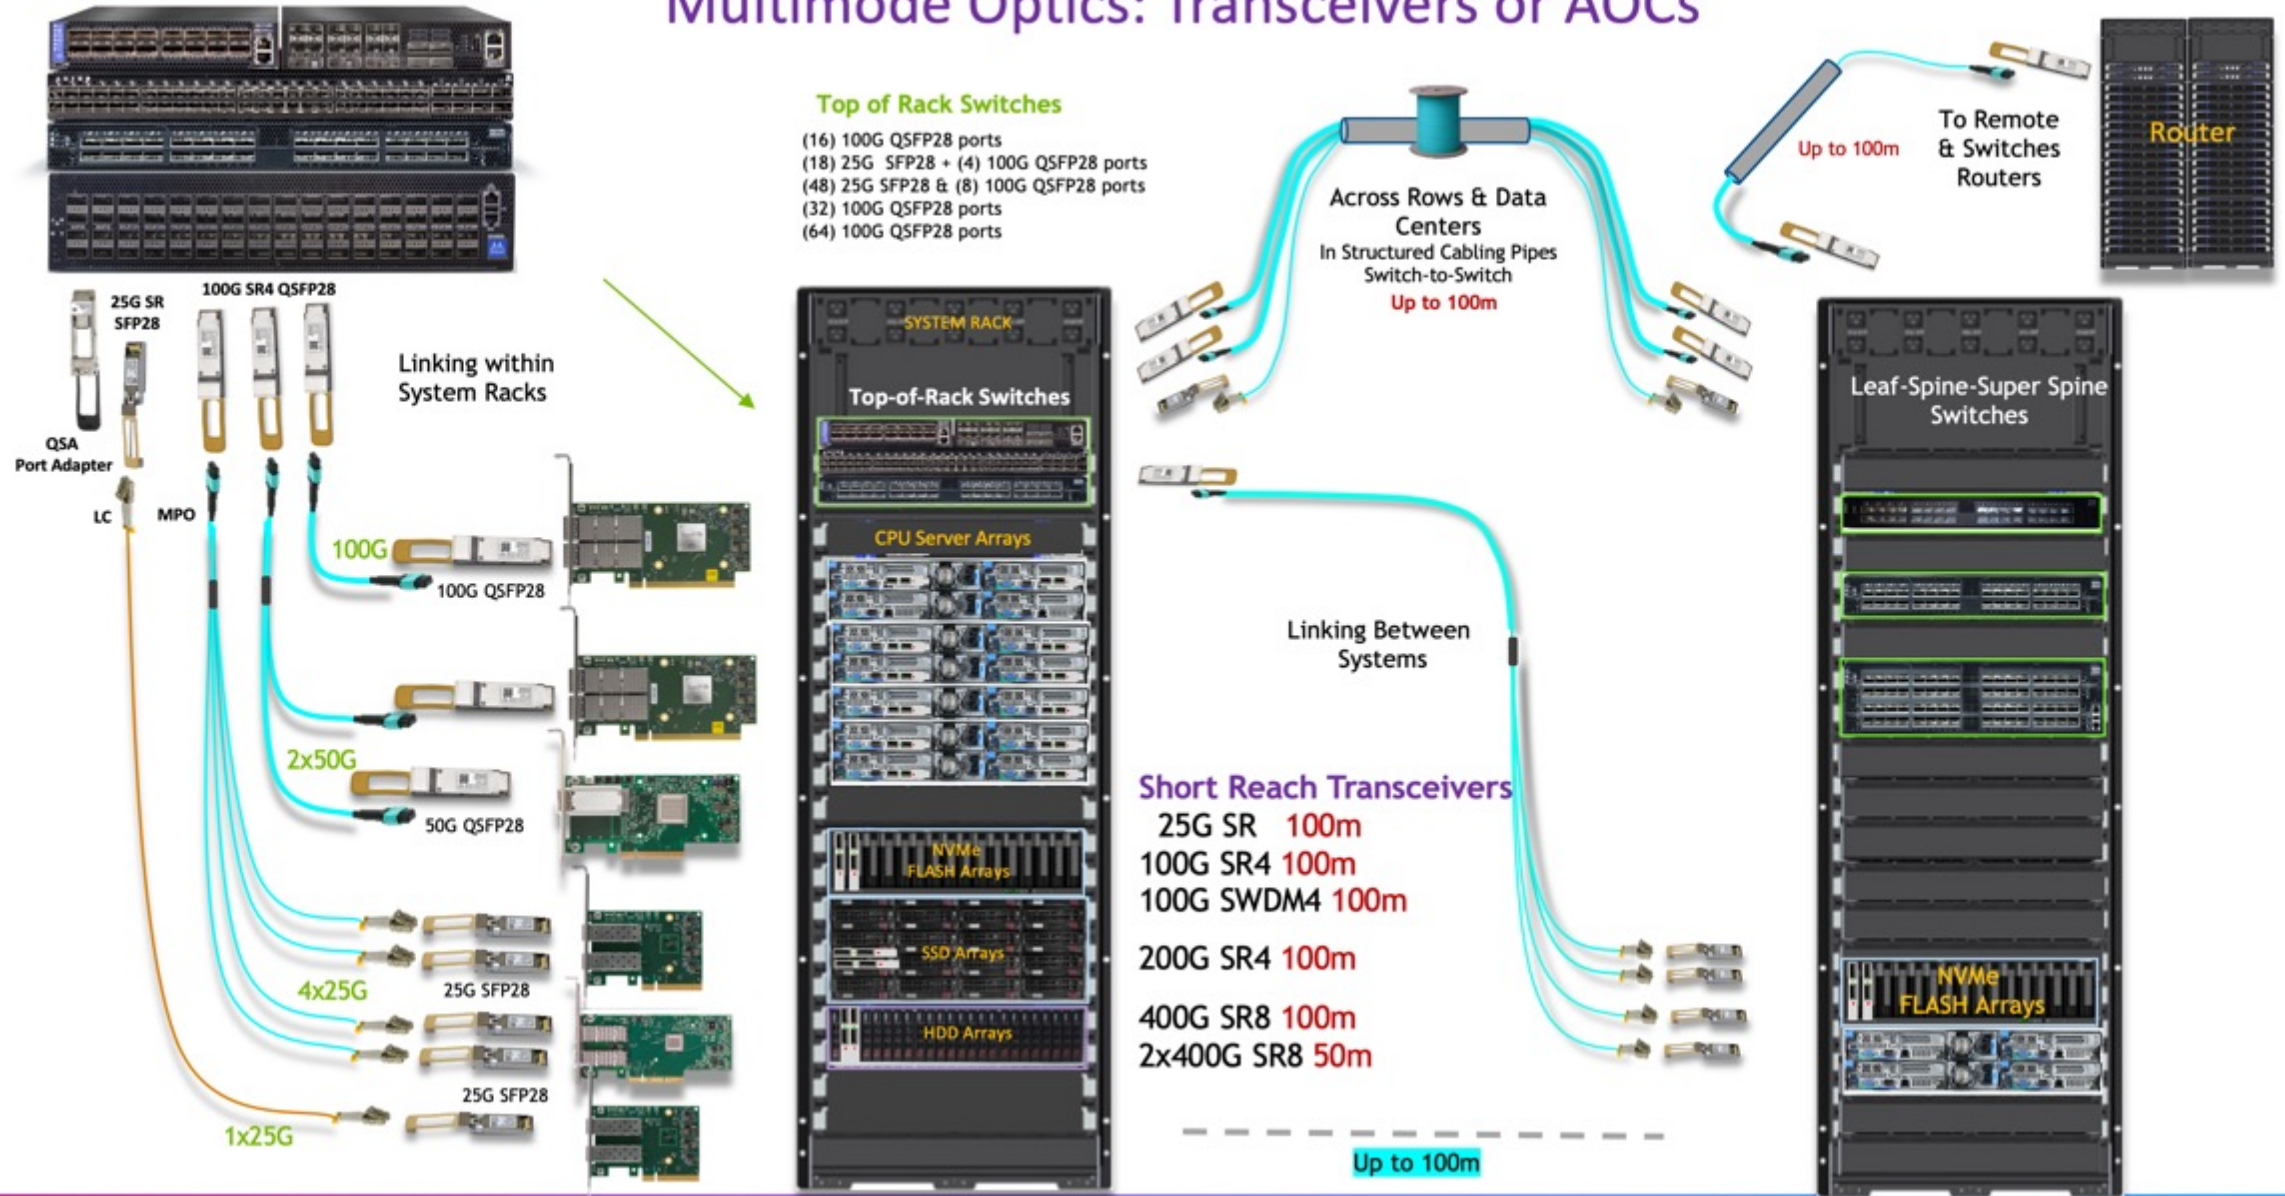 Multimode Optics: Transceivers or AOCs
Top of Rack Switches
(16) 100G QSFP28 ports
(18) 25G SFP28 + (4) 100G QSFP28 ports
(48) 25G SFP28 & (8) 100G QSFP28 ports
(32) 100G QSFP28 ports
(64) 100G QSFP28 ports
Across Rows & Data
Centers
In Structured Cabling Pipes
Switch-to-Switch
Up to 100m
Up to 100m
To Remote
& Switches
Routers
Router
25G SR
SFP28
100G SR4 QSFP28
QSA
Port Adapter
LC
MPO
Linking within
System Racks
100G
100G QSFP28
2x50G
50G QSFP28
4x25G
25G SFP28
25G SFP28
1x25G
SYSTEM RACK
Top-of-Rack Switches
CPU Server Arrays
NVMe
FLASH Arrays
SSD Arrays
HDD Arrays
Linking Between
Systems
Short Reach Transceivers
25G SR 100m
100G SR4 100m
100G SWDM4 100m
200G SR4 100m
400G SR8 100m
2x400G SR8 50m
Up to 100m
Leaf-Spine-Super Spine
Switches
NVMe
FLASH Arrays